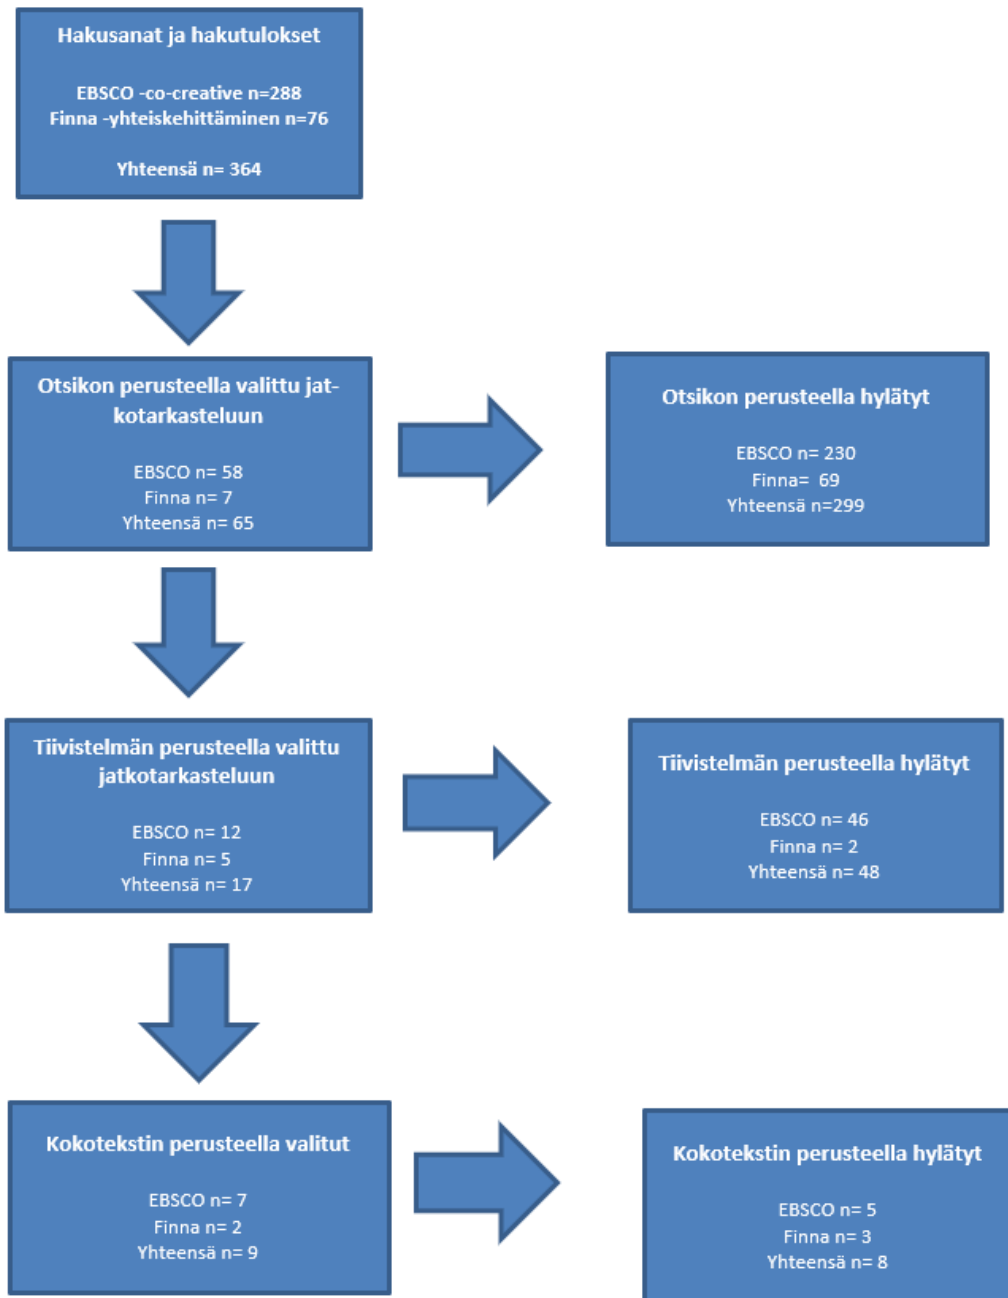 Hakusanat ja hakutulokset
EBSCO -co-creative n=288
Finna -yhteiskehittäminen n=76
Yhteensä n= 364
Otsikon perusteella valittu jat-
kotarkasteluun
EBSCO n= 58
Finna n= 7
Yhteensä n= 65
Otsikon perusteella hylätyt
EBSCO n= 230
Finna=  69
Yhteensä n=299
Tiivistelmän perusteella valittu
jatkotarkasteluun
EBSCO n= 12
Finna n= 5
Yhteensä n= 17
Tiivistelmän perusteella hylätyt
EBSCO n= 46
Finna n= 2
Yhteensä n= 48
Kokotekstin perusteella valitut
EBSCO n= 7
Finna n= 2
Yhteensä n= 9
Kokotekstin perusteella hylätyt
EBSCO n= 5
Finna n= 3
Yhteensä n= 8